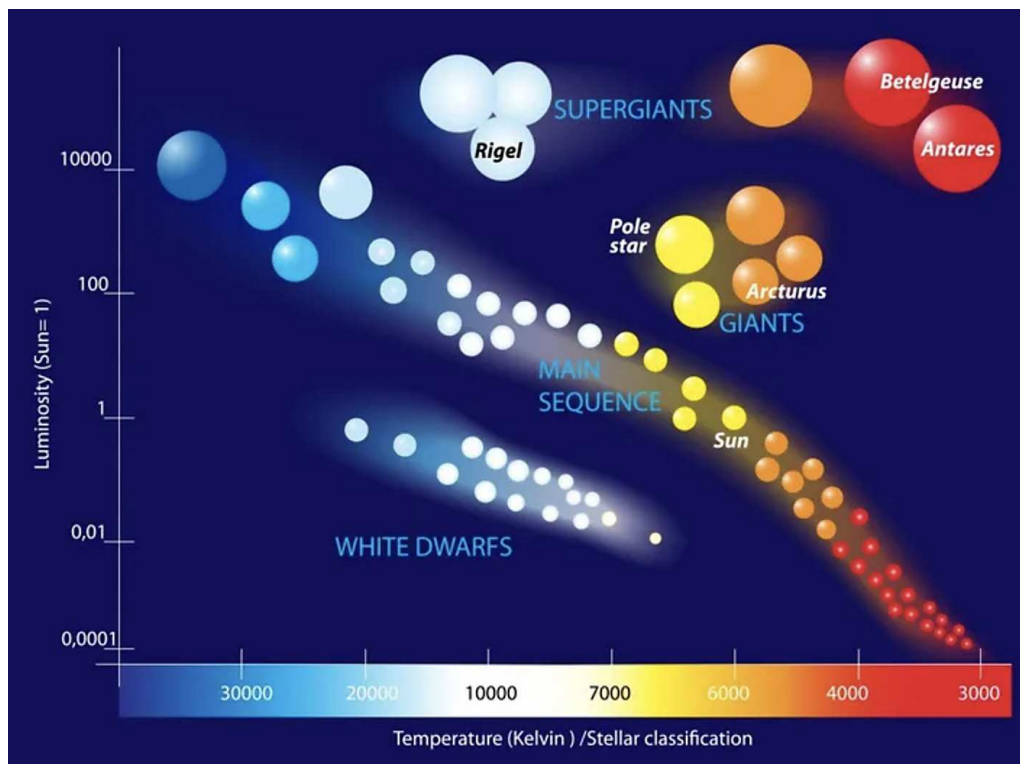 Betelgeuse
SUPERGIANTS
Rigel
Antares
10000
Pole
star
100
Arcturus
GIANTS
MAIN
SEQUENCE
1
Sun
0,01
WHITE DWARFS
0,0001
Luminosity (Sun= 1)
30000 20000 10000 7000 6000 4000 3000
Temperature (Kelvin ) /Stellar classification